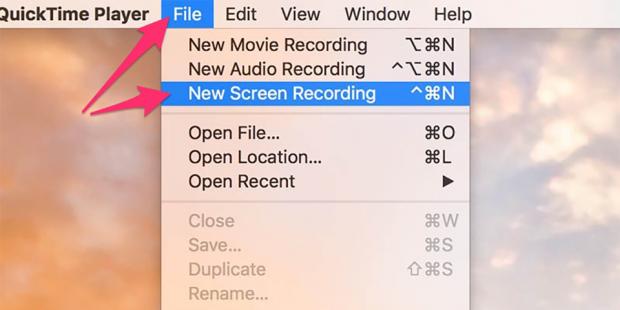 QuickTime Player File Edit View Window Help
New Movie Recording ⌥⌘N
New Audio Recording ^⌥⌘N
New Screen Recording ^⌘N
Open File... ⌘O
Open Location... ⌘L
Open Recent ▶
Close ⌘W
Save... ⌘S
Duplicate ⇧⌘S
Rename...